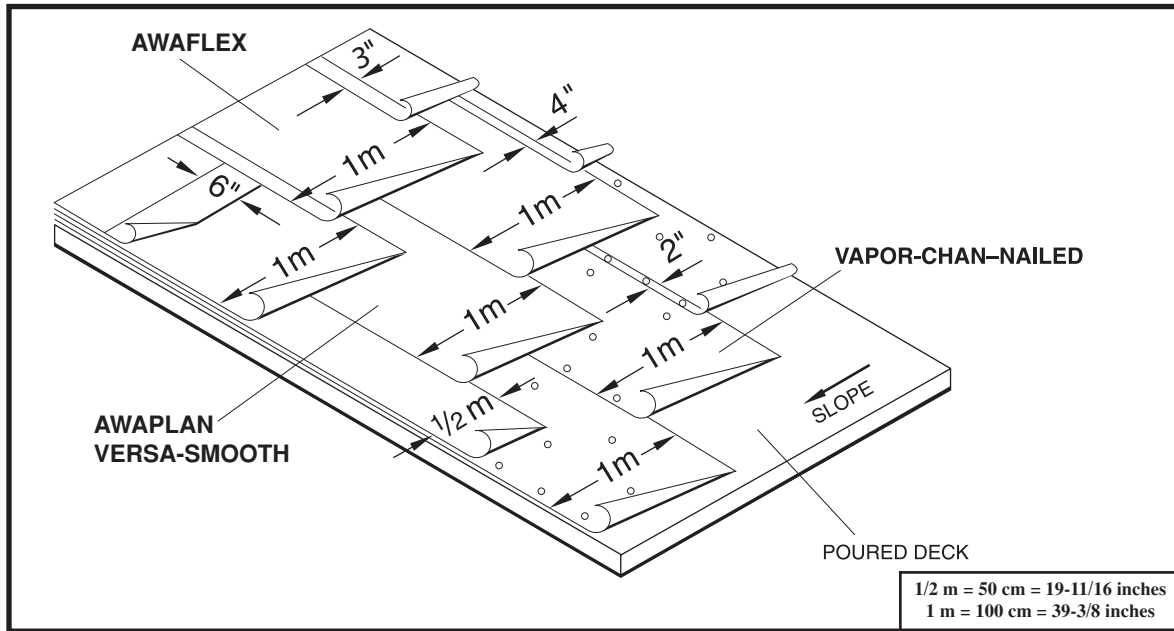 AWAFLEX
3"
4"
1m
6"
1m
1m
2"
VAPOR-CHAN–NAILED
1m
1m
1m
SLOPE
1/2 m
AWAPLAN
VERSA-SMOOTH
1m
POURED DECK
1/2 m = 50 cm = 19-11/16 inches
1 m = 100 cm = 39-3/8 inches